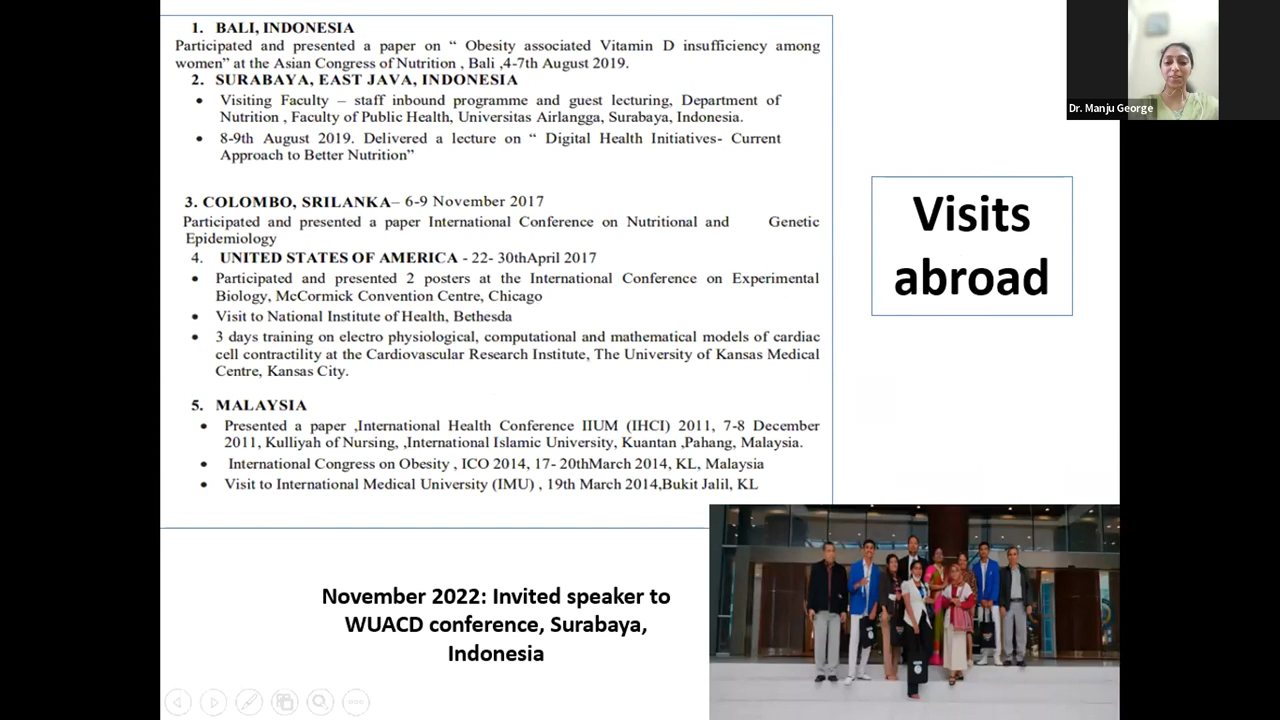 1. BALI, INDONESIA
Participated and presented a paper on “ Obesity associated Vitamin D insufficiency among
women” at the Asian Congress of Nutrition , Bali ,4-7th August 2019.
2. SURABAYA, EAST JAVA, INDONESIA
• Visiting Faculty – staff inbound programme and guest lecturing, Department of
Nutrition , Faculty of Public Health, Universitas Airlangga, Surabaya, Indonesia.
• 8-9th August 2019. Delivered a lecture on “ Digital Health Initiatives- Current
Approach to Better Nutrition”
3. COLOMBO, SRILANKA– 6-9 November 2017
Participated and presented a paper International Conference on Nutritional and Genetic
Epidemiology
4. UNITED STATES OF AMERICA - 22- 30thApril 2017
• Participated and presented 2 posters at the International Conference on Experimental
Biology, McCormick Convention Centre, Chicago
• Visit to National Institute of Health, Bethesda
• 3 days training on electro physiological, computational and mathematical models of cardiac
cell contractility at the Cardiovascular Research Institute, The University of Kansas Medical
Centre, Kansas City.
5. MALAYSIA
• Presented a paper ,International Health Conference IIUM (IHCI) 2011, 7-8 December
2011, Kulliyah of Nursing, ,International Islamic University, Kuantan ,Pahang, Malaysia.
• International Congress on Obesity , ICO 2014, 17- 20thMarch 2014, KL, Malaysia
• Visit to International Medical University (IMU) , 19th March 2014,Bukit Jalil, KL
Visits
abroad
November 2022: Invited speaker to
WUACD conference, Surabaya,
Indonesia
Dr. Manju George